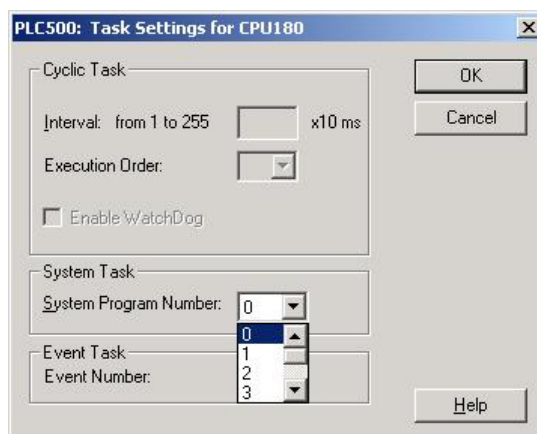 PLC500: Task Settings for CPU180
Cyclic Task
Interval: from 1 to 255 x10 ms
Execution Order:
Enable WatchDog
System Task
System Program Number: 0
0
1
2
3
Event Task
Event Number:
OK
Cancel
Help